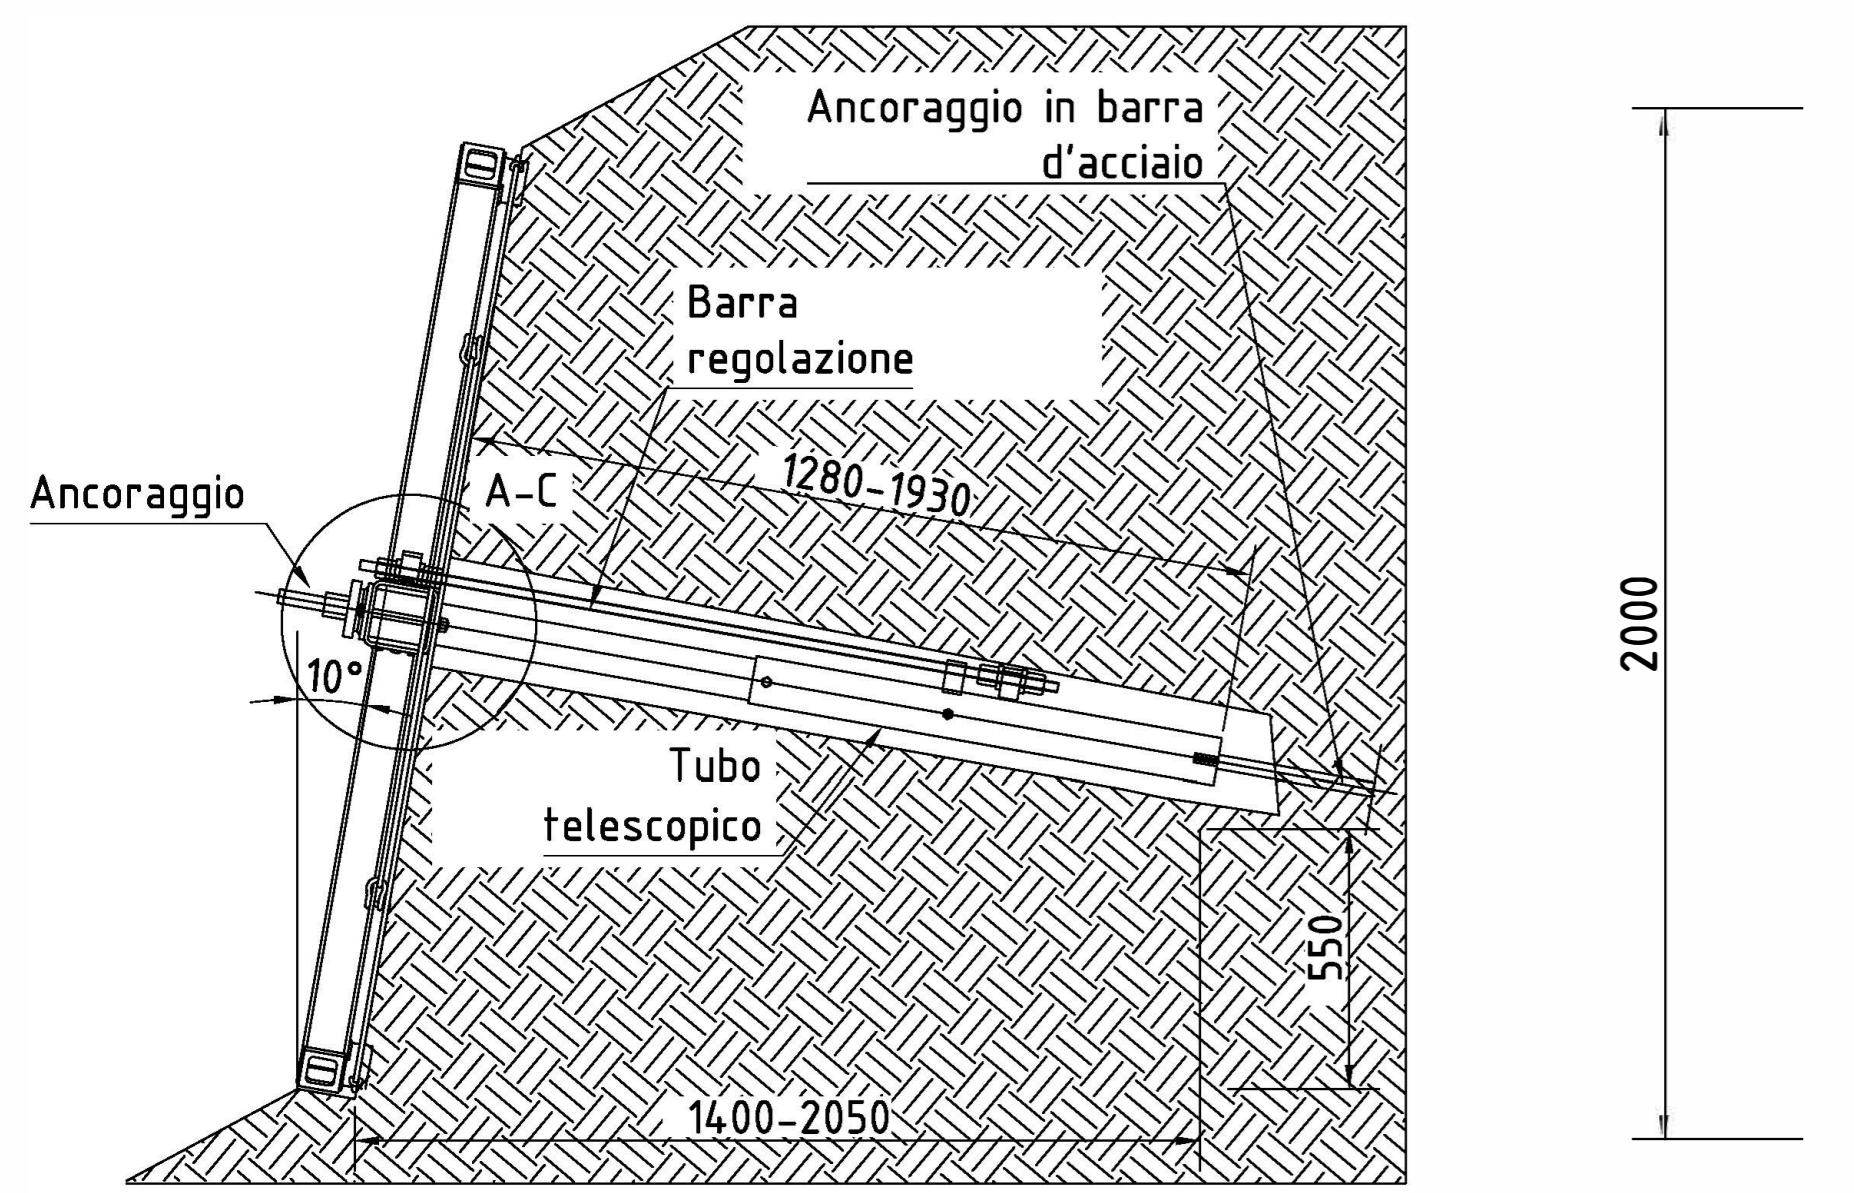 Ancoraggio in barra
d'acciaio
Barra
regolazione
1280-1930
A-C
Ancoraggio
10°
2000
Tubo
telescopico
550
1400-2050